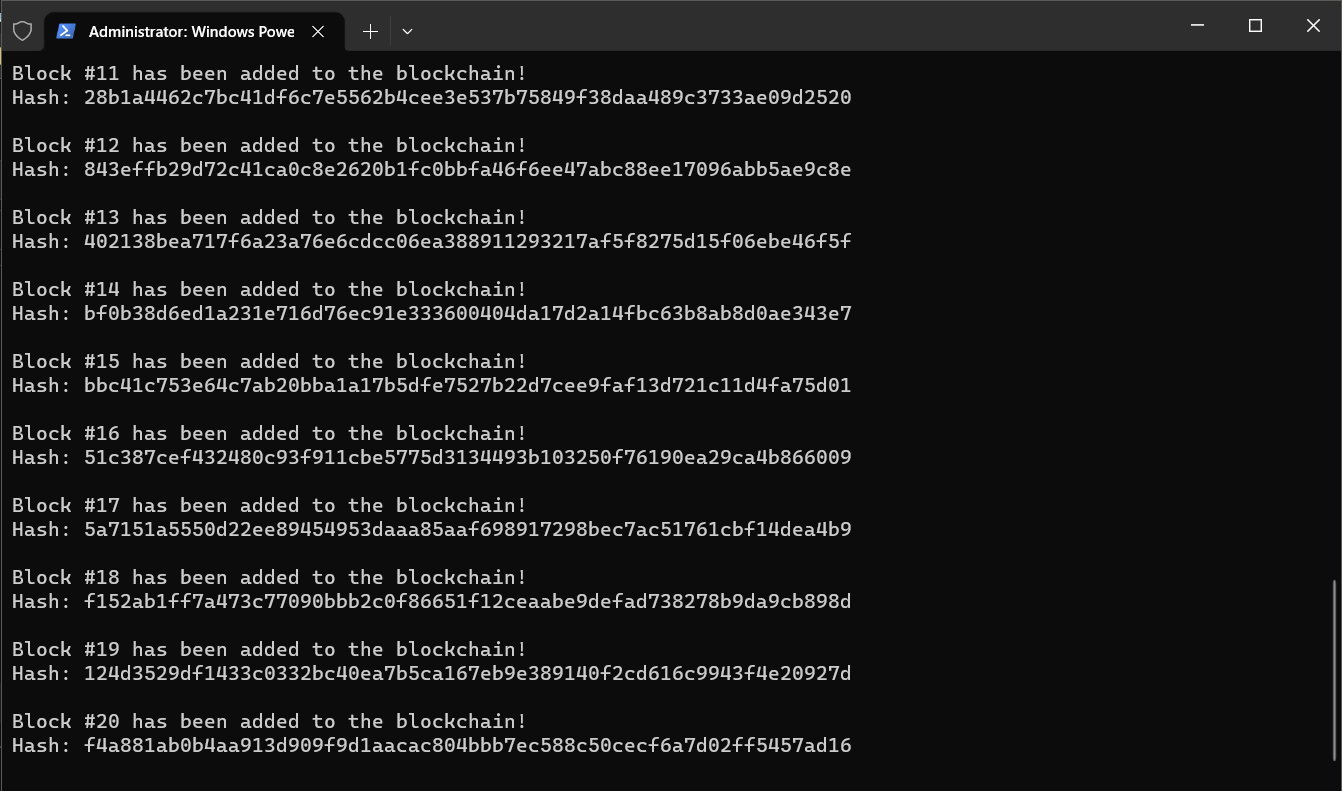 Administrator: Windows Powe
Block #11 has been added to the blockchain!
Hash: 28b1a4462c7bc41df6c7e5562b4cee3e537b75849f38daa489c3733ae09d2520
Block #12 has been added to the blockchain!
Hash: 843effb29d72c41ca0c8e2620b1fc0bbfa46f6ee47abc88ee17096abb5ae9c8e
Block #13 has been added to the blockchain!
Hash: 402138bea717f6a23a76e6cdcc06ea388911293217af5f8275d15f06ebe46f5f
Block #14 has been added to the blockchain!
Hash: bf0b38d6ed1a231e716d76ec91e333600404da17d2a14fbc63b8ab8d0ae343e7
Block #15 has been added to the blockchain!
Hash: bbc41c753e64c7ab20bba1a17b5dfe7527b22d7cee9faf13d721c11d4fa75d01
Block #16 has been added to the blockchain!
Hash: 51c387cef432480c93f911cbe5775d3134493b103250f76190ea29ca4b866009
Block #17 has been added to the blockchain!
Hash: 5a7151a5550d22ee89454953daaa85aaf698917298bec7ac51761cbf14dea4b9
Block #18 has been added to the blockchain!
Hash: f152ab1ff7a473c77090bbb2c0f86651f12ceaabe9defad738278b9da9cb898d
Block #19 has been added to the blockchain!
Hash: 124d3529df1433c0332bc40ea7b5ca167eb9e389140f2cd616c9943f4e20927d
Block #20 has been added to the blockchain!
Hash: f4a881ab0b4aa913d909f9d1aacac804bbb7ec588c50cecf6a7d02ff5457ad16